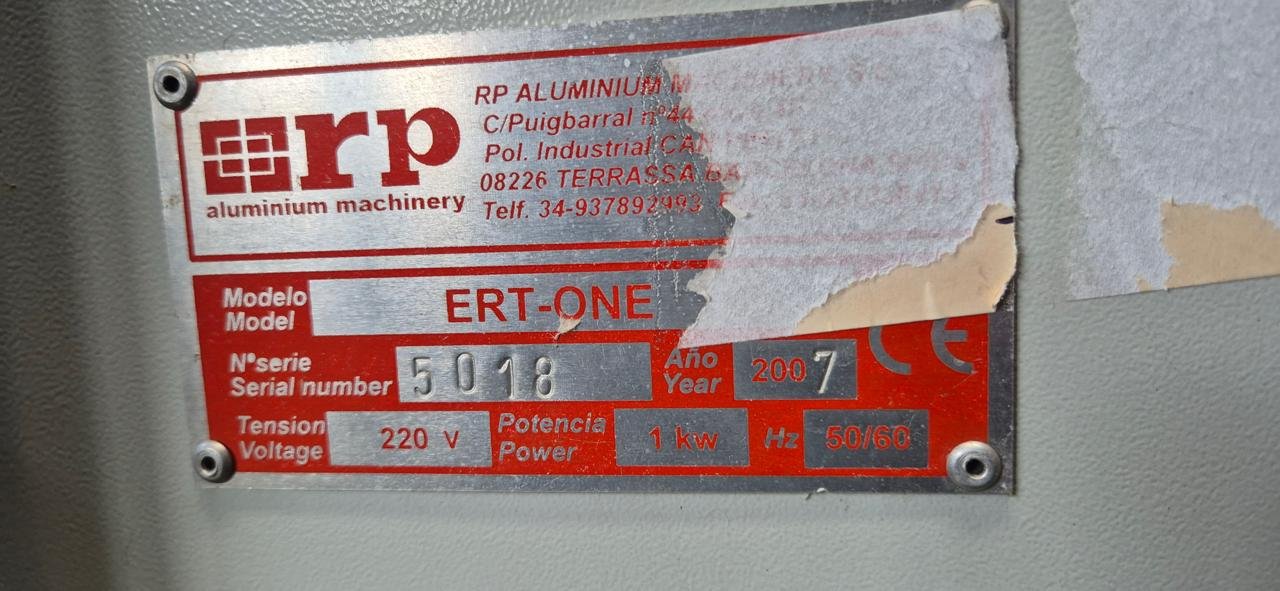 rp
aluminium machinery
RP ALUMINIUM
C/Puigbarral nº44
Pol. Industrial CAN
08226 TERRASSA
Telf. 34-937892993
Modelo
Model
ERT-ONE
CE
Nºserie
Serial number
5018
Año
Year
2007
Tension
Voltage
220 V
Potencia
Power
1 kw
Hz
50/60